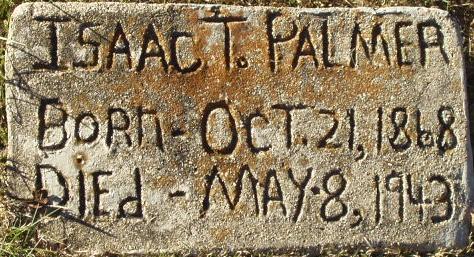 ISAAC T. PALMER
BORN - OCT. 21, 1868
DIED - MAY. 8, 1943